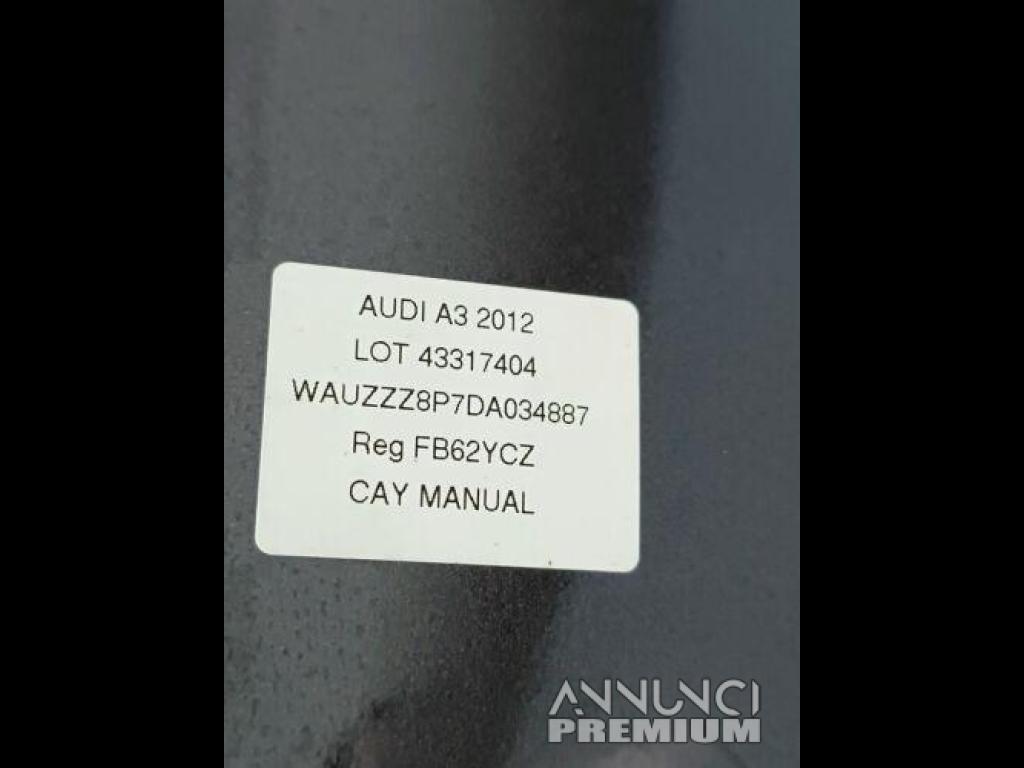 AUDI A3 2012
LOT 43317404
WAUZZZ8P7DA034887
Reg FB62YCZ
CAY MANUAL
ANNUNCI
PREMIUM